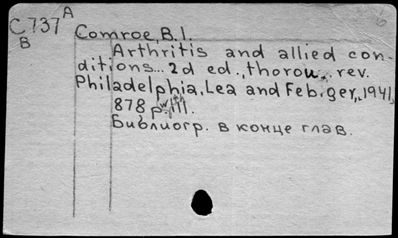 C 737 A
B
Comroe, B.I.
Arthritis and allied con-
ditions... 2d ed., thorou. rev.
Philadelphia, Lea and Febiger, 1941,
878 p. ill.
Библиогр. в конце глав.